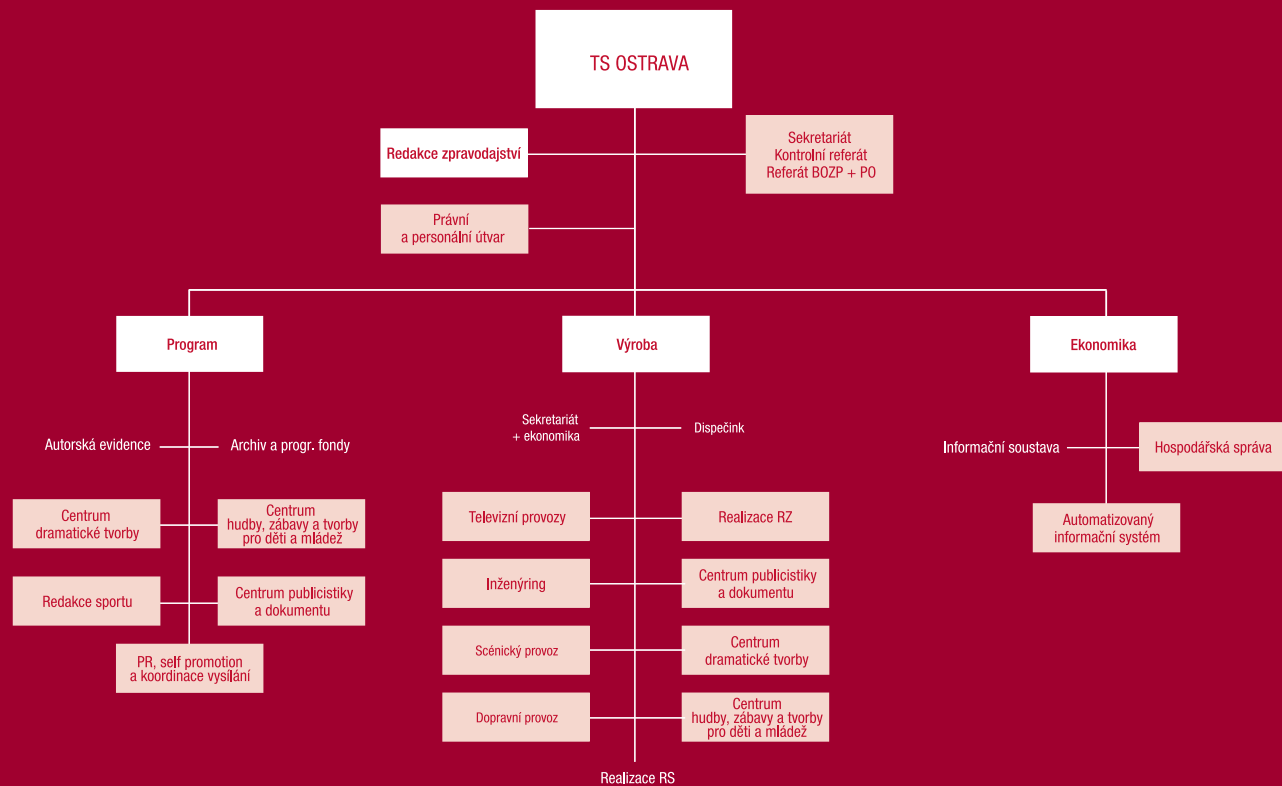 TS OSTRAVA
Redakce zpravodajství
Sekretariát
Kontrolní referát
Referát BOZP + PO
Právní
a personální útvar
Program
Výroba
Ekonomika
Autorská evidence
Archiv a progr. fondy
Centrum
dramatické tvorby
Centrum
hudby, zábavy a tvorby
pro děti a mládež
Redakce sportu
Centrum publicistiky
a dokumentu
PR, self promotion
a koordinace vysílání
Sekretariát
+ ekonomika
Dispečink
Televizní provozy
Realizace RZ
Inženýring
Centrum publicistiky
a dokumentu
Scénický provoz
Centrum
dramatické tvorby
Dopravní provoz
Centrum
hudby, zábavy a tvorby
pro děti a mládež
Realizace RS
Informační soustava
Hospodářská správa
Automatizovaný
informační systém